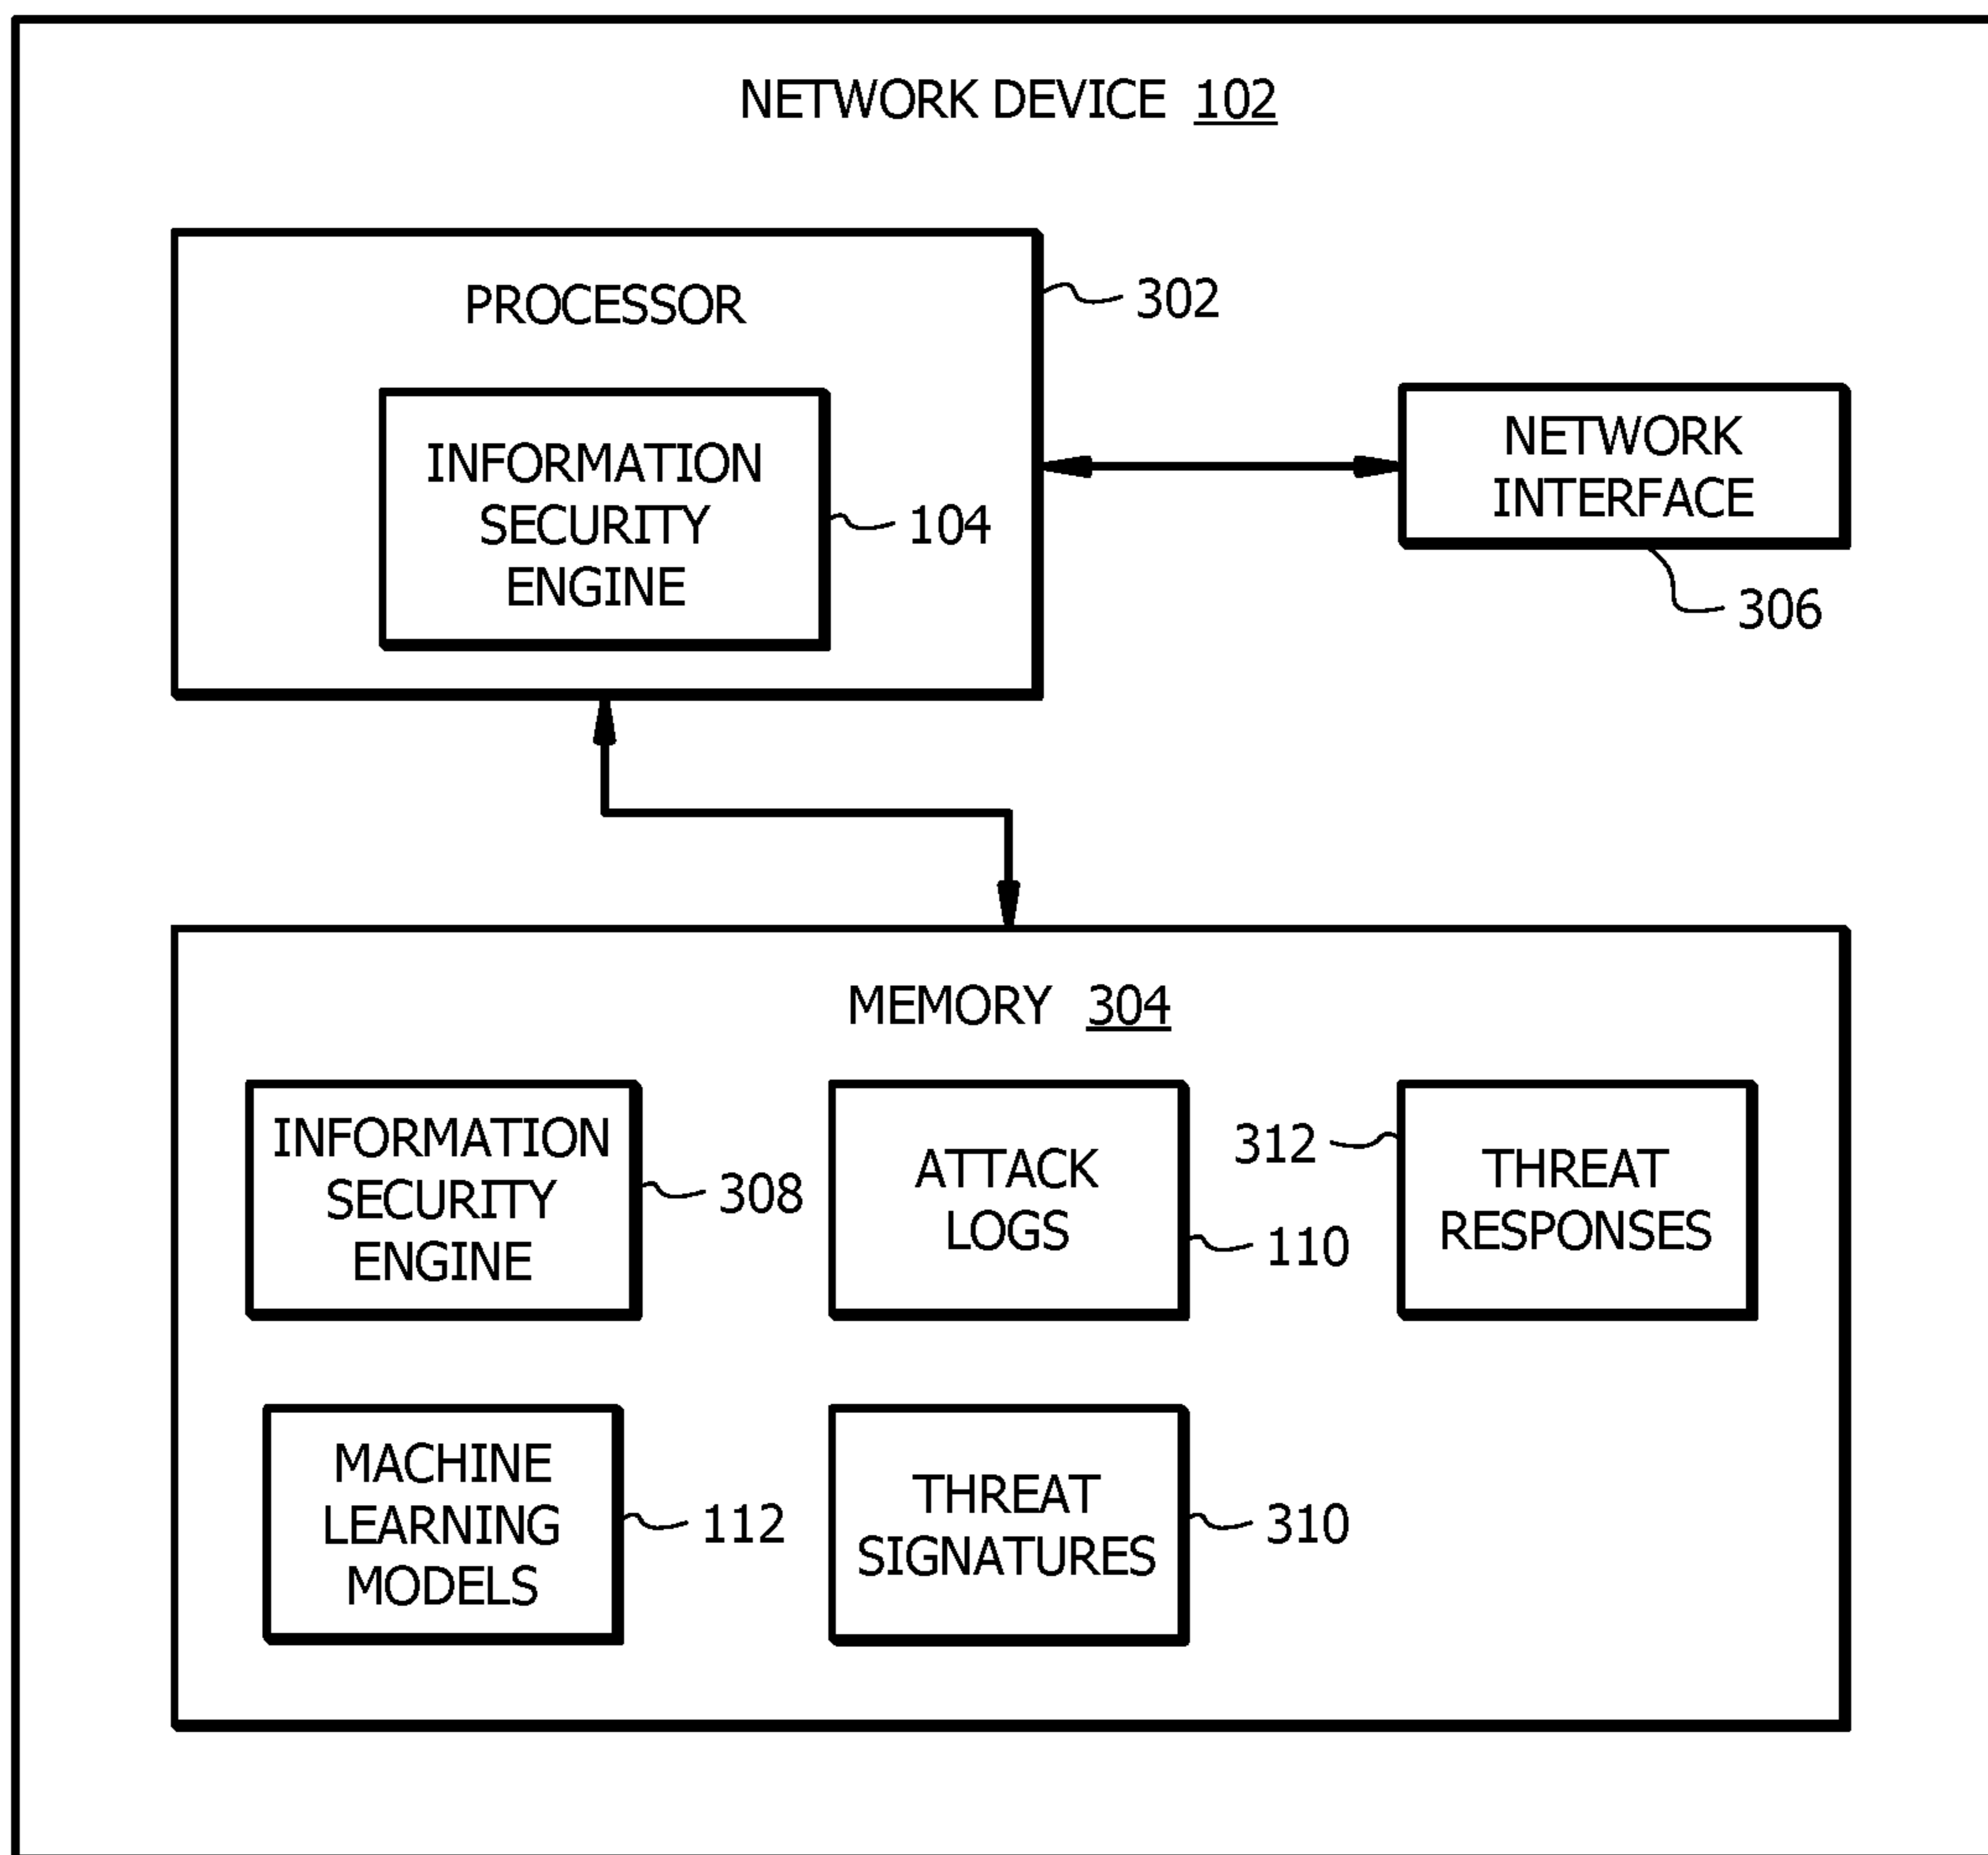 NETWORK DEVICE 102
PROCESSOR
302
INFORMATION
SECURITY
ENGINE
104
NETWORK
INTERFACE
306
MEMORY 304
INFORMATION
SECURITY
ENGINE
308
ATTACK
LOGS
110
312
THREAT
RESPONSES
MACHINE
LEARNING
MODELS
112
THREAT
SIGNATURES
310